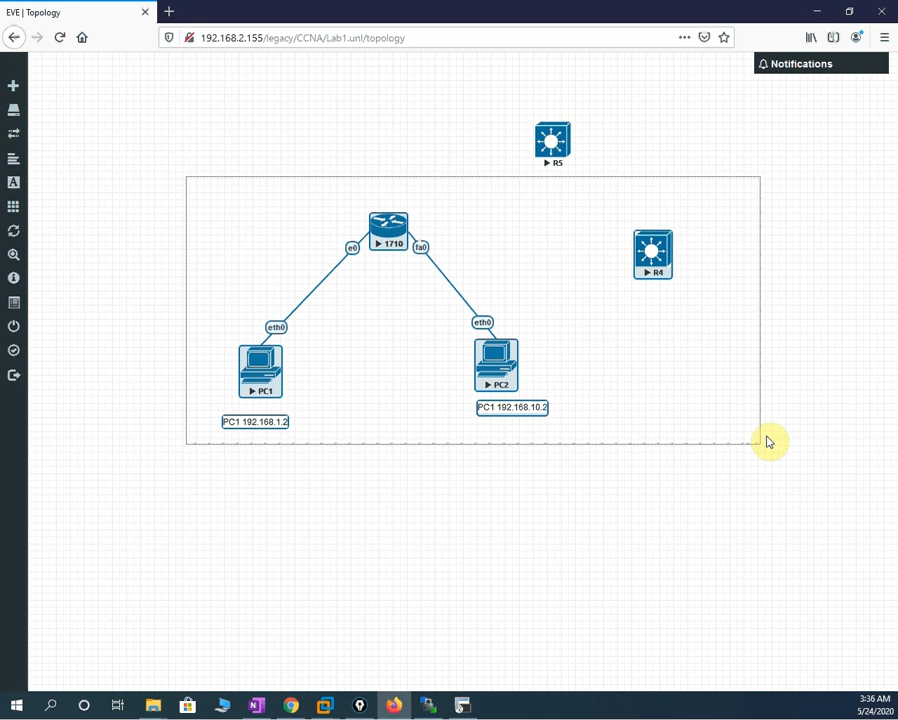 EVE | Topology
192.168.2.155/legacy/CCNA/Lab1.unl/topology
Notifications
R5
1710
e0
fa0
R4
eth0
eth0
PC1
PC2
PC1 192.168.1.2
PC1 192.168.10.2
3:36 AM
5/24/2020